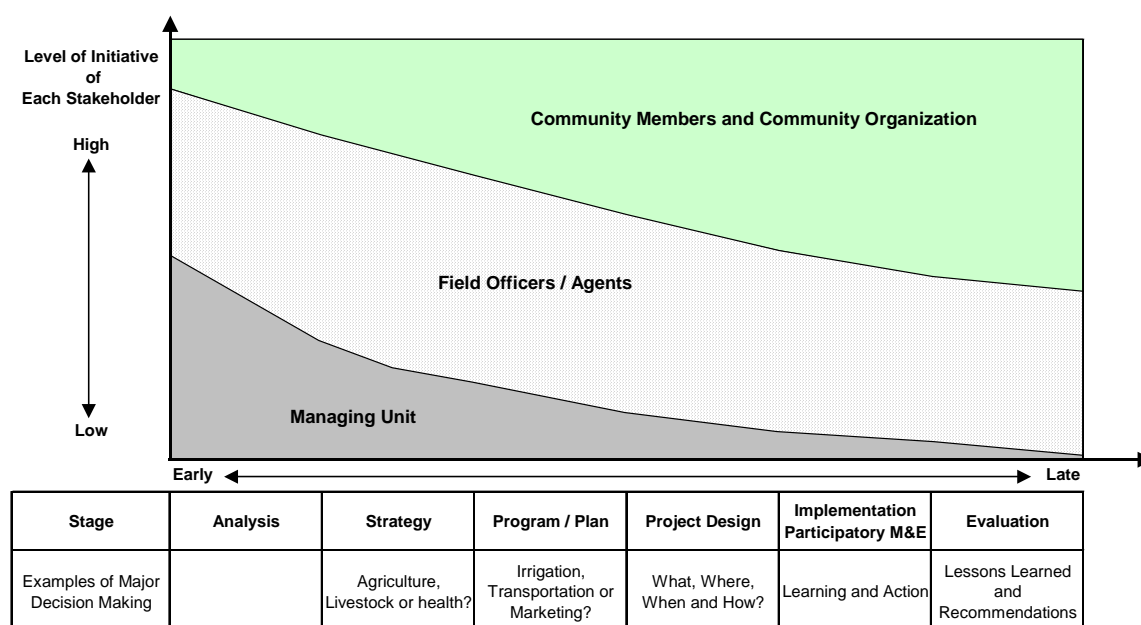 Level of Initiative
of
Each Stakeholder
High
Low
Community Members and Community Organization
Field Officers / Agents
Managing Unit
Early
Late
Stage
Analysis
Strategy
Program / Plan
Project Design
Implementation
Participatory M&E
Evaluation
Examples of Major
Decision Making
Agriculture,
Livestock or health?
Irrigation,
Transportation or
Marketing?
What, Where,
When and How?
Learning and Action
Lessons Learned
and
Recommendations